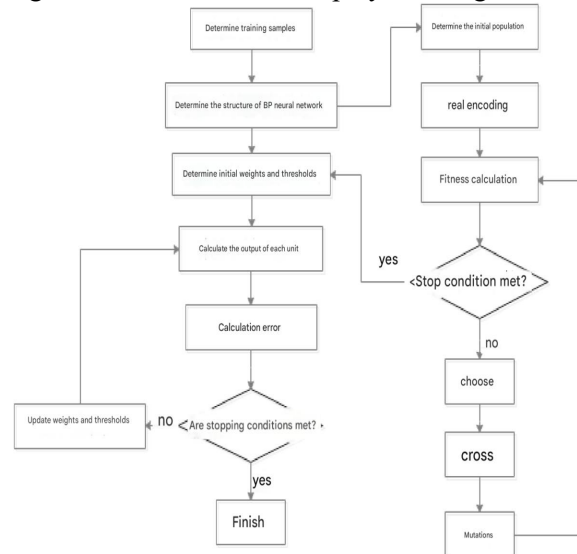 Determine training samples
Determine the initial population
Determine the structure of BP neural network
real encoding
Determine initial weights and thresholds
Fitness calculation
Calculate the output of each unit
yes
<Stop condition met?
Calculation error
no
choose
Update weights and thresholds
no
<Are stopping conditions met?
cross
yes
Finish
Mutations